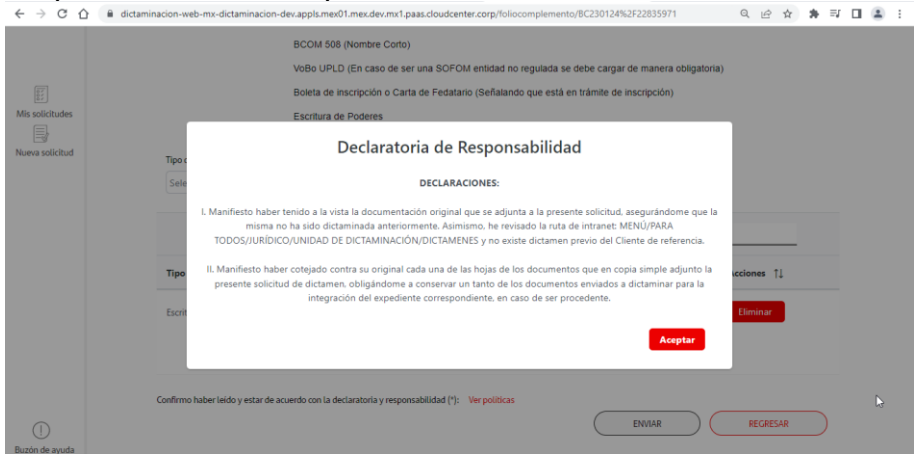 dictaminacion-web-mx-dictaminacion-dev.appls.mex01.mex.dev.mx1.paas.cloudcenter.corp/foliocomplemento/BC230124%2F22835971
BCOM 508 (Nombre Corto)
VoBo UPLD (En caso de ser una SOFOM entidad no regulada se debe cargar de manera obligatoria)
Boleta de inscripción o Carta de Fedatario (Señalando que está en trámite de inscripción)
Escritura de Poderes
Mis solicitudes
Nueva solicitud
Tipo
Sele
Declaratoria de Responsabilidad
DECLARACIONES:
I. Manifiesto haber tenido a la vista la documentación original que se adjunta a la presente solicitud, asegurándome que la
misma no ha sido dictaminada anteriormente. Asimismo, he revisado la ruta de intranet: MENÚ/PARA
TODOS/JURÍDICO/UNIDAD DE DICTAMINACIÓN/DICTAMENES y no existe dictamen previo del Cliente de referencia.
II. Manifiesto haber cotejado contra su original cada una de las hojas de los documentos que en copia simple adjunto la
presente solicitud de dictamen, obligándome a conservar un tanto de los documentos enviados a dictaminar para la
integración del expediente correspondiente, en caso de ser procedente.
Aceptar
Tipo
Acciones
Escrit
Eliminar
Confirmo haber leido y estar de acuerdo con la declaratoria y responsabilidad (*): Ver políticas
ENVIAR
REGRESAR
Buzón de ayuda